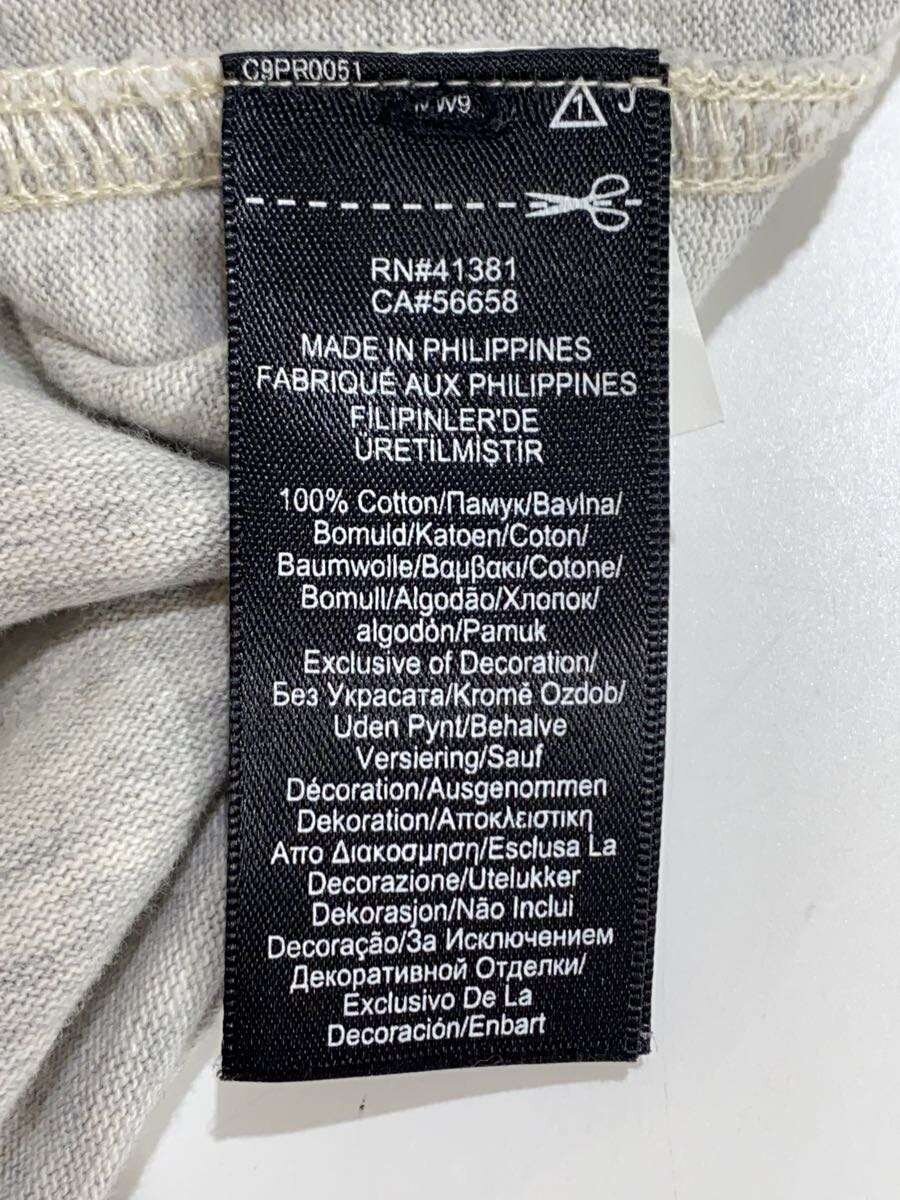 C9PR0051
W9
1 J
RN#41381
CA#56658
MADE IN PHILIPPINES
FABRIQUÉ AUX PHILIPPINES
FİLİPİNLER'DE
ÜRETİLMİŞTİR
100% Cotton/Памук/Bavlna/
Bomuld/Katoen/Coton/
Baumwolle/Βαμβακι/Cotone/
Bomull/Algodão/Хлопок/
algodón/Pamuk
Exclusive of Decoration/
Без Украсата/Kromě Ozdob/
Uden Pynt/Behalve
Versiering/Sauf
Décoration/Ausgenommen
Dekoration/Αποκλειστικη
Απο Διακοσμηση/Esclusa La
Decorazione/Utelukker
Dekorasjon/Não Inclui
Decoração/За Исключением
Декоративной Отделки/
Exclusivo De La
Decoración/Enbart